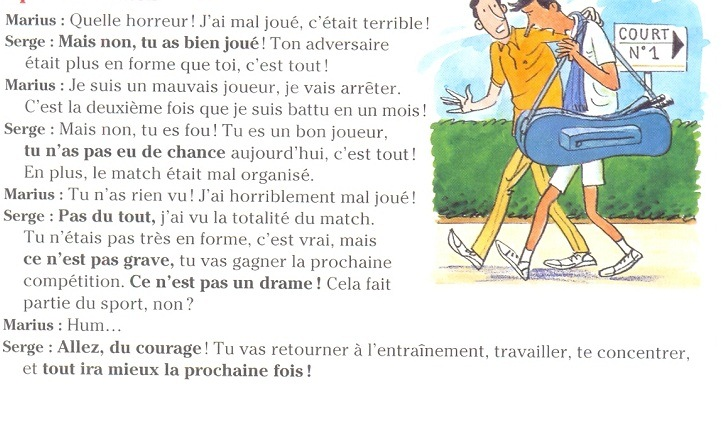 Marius : Quelle horreur ! J'ai mal joué, c'était terrible !
Serge : Mais non, tu as bien joué ! Ton adversaire
était plus en forme que toi, c'est tout !
Marius : Je suis un mauvais joueur, je vais arrêter.
C'est la deuxième fois que je suis battu en un mois !
Serge : Mais non, tu es fou ! Tu es un bon joueur,
tu n'as pas eu de chance aujourd'hui, c'est tout !
En plus, le match était mal organisé.
Marius : Tu n'as rien vu ! J'ai horriblement mal joué !
Serge : Pas du tout, j'ai vu la totalité du match.
Tu n'étais pas très en forme, c'est vrai, mais
ce n'est pas grave, tu vas gagner la prochaine
compétition. Ce n'est pas un drame ! Cela fait
partie du sport, non ?
Marius : Hum…
Serge : Allez, du courage ! Tu vas retourner à l'entraînement, travailler, te concentrer,
et tout ira mieux la prochaine fois !
COURT
N°1